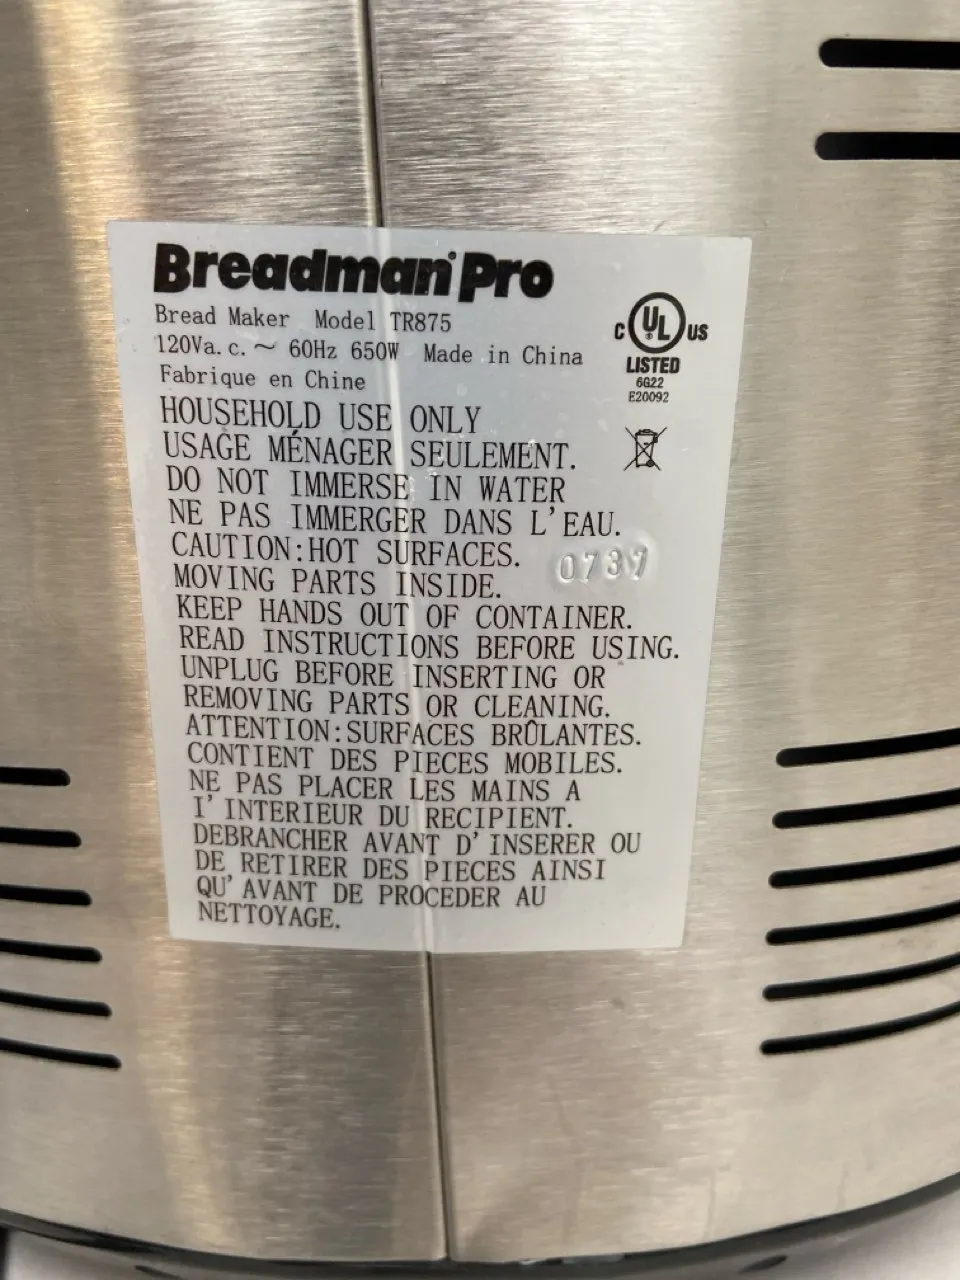 Breadman Pro
Bread Maker Model TR875
120Va.c.～ 60Hz 650W Made in China
Fabrique en Chine
C UL US
LISTED
6G22
E20092
HOUSEHOLD USE ONLY
USAGE MÉNAGER SEULEMENT.
DO NOT IMMERSE IN WATER
NE PAS IMMERGER DANS L'EAU.
CAUTION:HOT SURFACES.
0737
MOVING PARTS INSIDE.
KEEP HANDS OUT OF CONTAINER.
READ INSTRUCTIONS BEFORE USING.
UNPLUG BEFORE INSERTING OR
REMOVING PARTS OR CLEANING.
ATTENTION:SURFACES BRÛLANTES.
CONTIENT DES PIECES MOBILES.
NE PAS PLACER LES MAINS A
I'INTERIEUR DU RECIPIENT.
DEBRANCHER AVANT D'INSERER OU
DE RETIRER DES PIECES AINSI
QU'AVANT DE PROCEDER AU
NETTOYAGE.